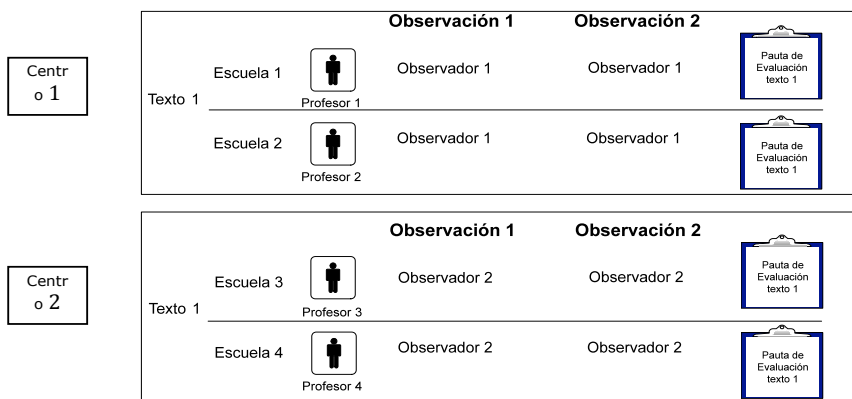 Observación 1 Observación 2
Centr
o 1
Texto 1
Escuela 1
Profesor 1
Observador 1 Observador 1
Pauta de
Evaluación
texto 1
Escuela 2
Profesor 2
Observador 1 Observador 1
Pauta de
Evaluación
texto 1
Observación 1 Observación 2
Centr
o 2
Texto 1
Escuela 3
Profesor 3
Observador 2 Observador 2
Pauta de
Evaluación
texto 1
Escuela 4
Profesor 4
Observador 2 Observador 2
Pauta de
Evaluación
texto 1